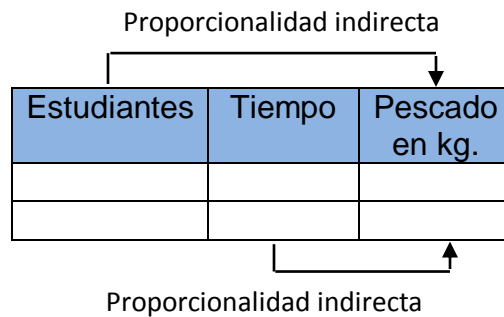 Proporcionalidad indirecta
Estudiantes Tiempo Pescado
en kg.
Proporcionalidad indirecta